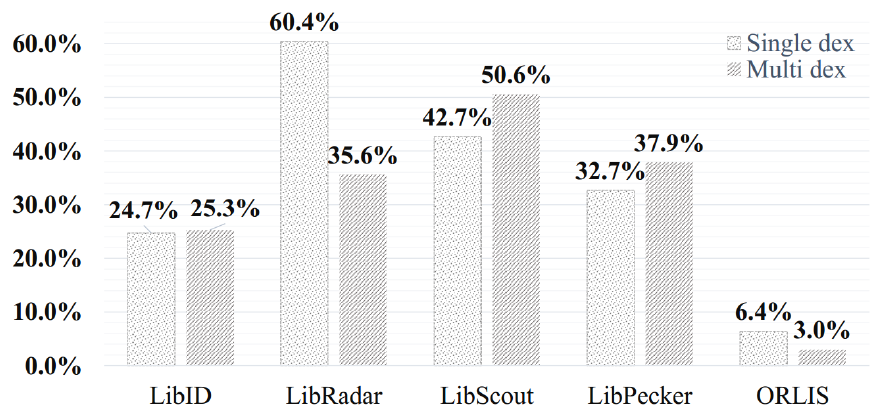 60.0%
50.0%
40.0%
30.0%
20.0%
10.0%
0.0%
Single dex
Multi dex
24.7%
25.3%
60.4%
35.6%
42.7%
50.6%
32.7%
37.9%
6.4%
3.0%
LibID
LibRadar
LibScout
LibPecker
ORLIS